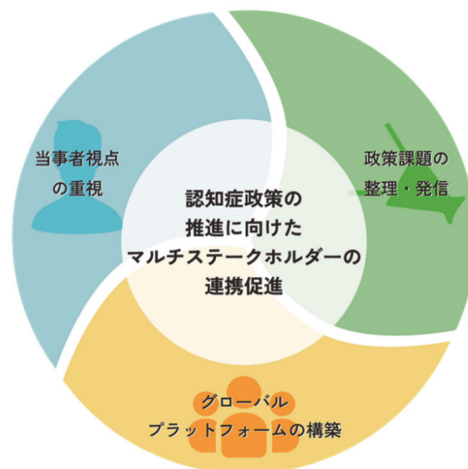 当事者視点
の重視
政策課題の
整理・発信
認知症政策の
推進に向けた
マルチステークホルダーの
連携促進
グローバル
プラットフォームの構築